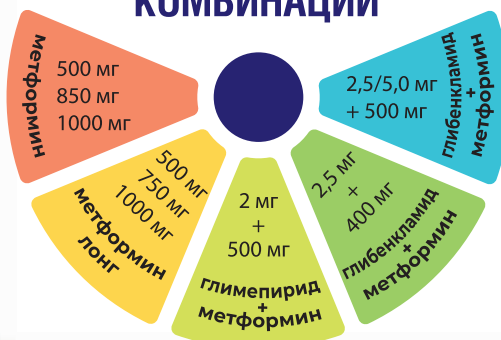 КОМБИНАЦИИ
метформин
500 мг
850 мг
1000 мг
500 мг
750 мг
1000 мг
метформин
лонг
2 мг
+
500 мг
глимепирид
+
метформин
2,5 мг
+
400 мг
глибенкламид
+
метформин
2,5/5,0 мг
+ 500 мг
глибенкламид
+
метформин